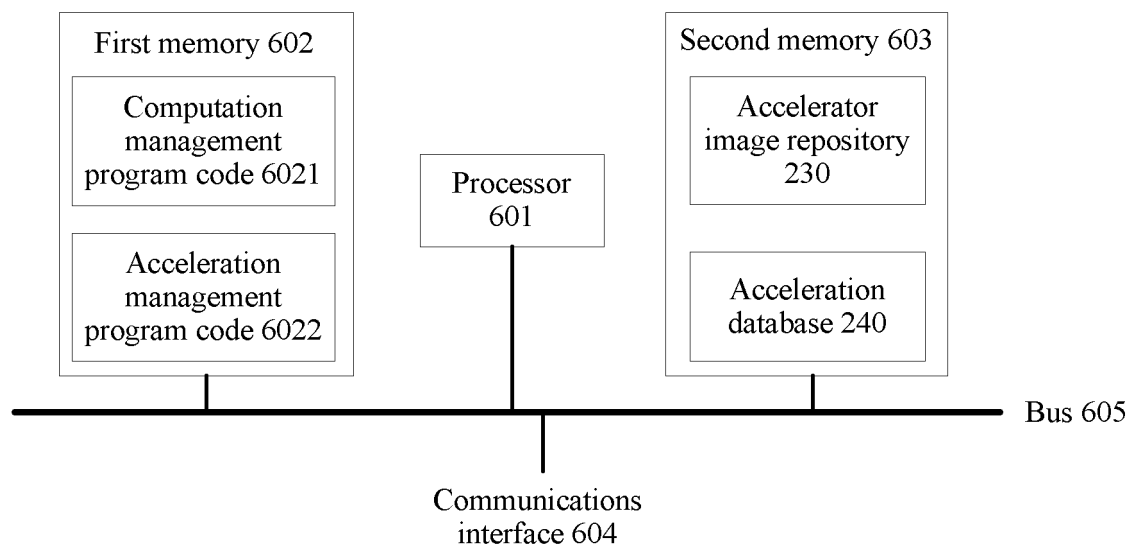 First memory 602
Computation
management
program code 6021
Acceleration
management
program code 6022
Processor
601
Second memory 603
Accelerator
image repository
230
Acceleration
database 240
Bus 605
Communications
interface 604